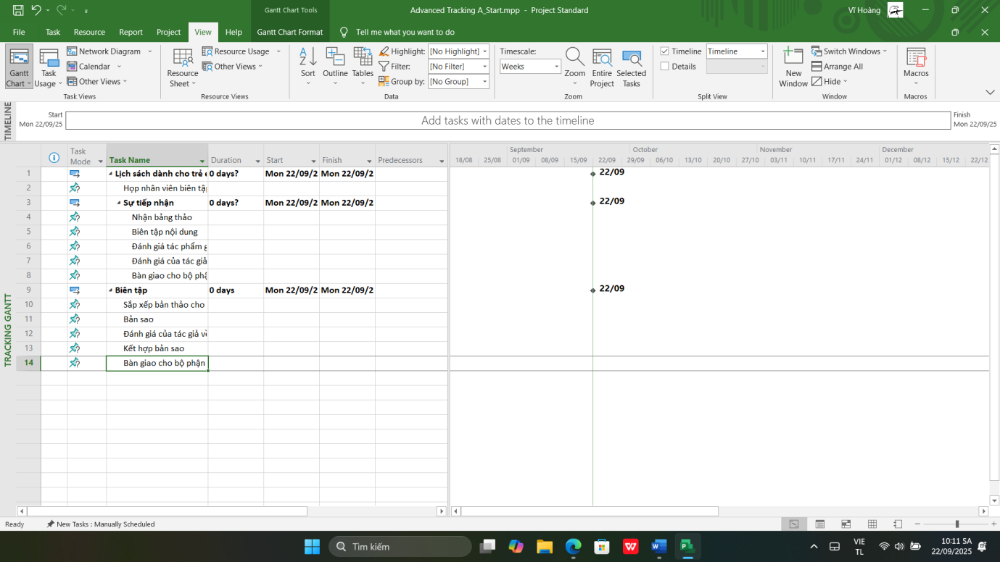 Gantt Chart Tools
Advanced Tracking A_Start.mpp - Project Standard
Vĩ Hoàng
File Task Resource Report Project View Help Gantt Chart Format Tell me what you want to do
Gantt Chart
Task Usage
Network Diagram
Calendar
Other Views
Task Views
Resource Sheet
Resource Usage
Other Views
Resource Views
Sort
Outline
Tables
Highlight: [No Highlight]
Filter: [No Filter]
Group by: [No Group]
Data
Timescale:
Weeks
Zoom
Entire Project
Selected Tasks
Zoom
Timeline Timeline
Details
Split View
New Window
Switch Windows
Arrange All
Hide
Window
Macros
Macros
TIMELINE
Start
Mon 22/09/25
Add tasks with dates to the timeline
Finish
Mon 22/09/25
TRACKING GANTT
Task Mode Task Name Duration Start Finish Predecessors
September October November December
18/08 25/08 01/09 08/09 15/09 22/09 29/09 06/10 13/10 20/10 27/10 03/11 10/11 17/11 24/11 01/12 08/12 15/12 22/12
1 Lịch sách dành cho trẻ 0 days? Mon 22/09/2 Mon 22/09/2 22/09
2 Họp nhân viên biên tập
3 Sự tiếp nhận 0 days? Mon 22/09/2 Mon 22/09/2 22/09
4 Nhận bảng thảo
5 Biên tập nội dung
6 Đánh giá tác phẩm
7 Đánh giá của tác giả
8 Bàn giao cho bộ
9 Biên tập 0 days Mon 22/09/2 Mon 22/09/2 22/09
10 Sắp xếp bản thảo cho
11 Bản sao
12 Đánh giá của tác giả
13 Kết hợp bản sao
14 Bàn giao cho bộ phận
Ready New Tasks : Manually Scheduled
Tìm kiếm
VIE
TL
10:11 SA
22/09/2025